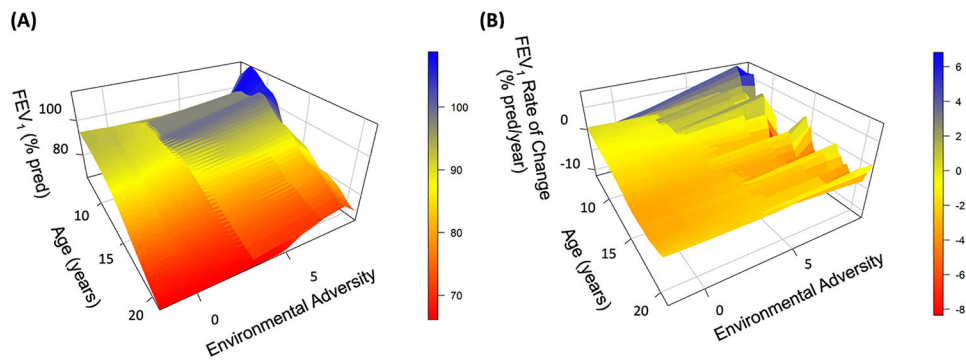 (A)
FEV₁ (% pred)
100
80
10
15
20
Age (years)
0
5
Environmental Adversity
100
90
80
70
(B)
FEV₁ Rate of Change
(% pred/year)
0
-10
10
15
20
Age (years)
0
5
Environmental Adversity
6
4
2
0
-2
-4
-6
-8